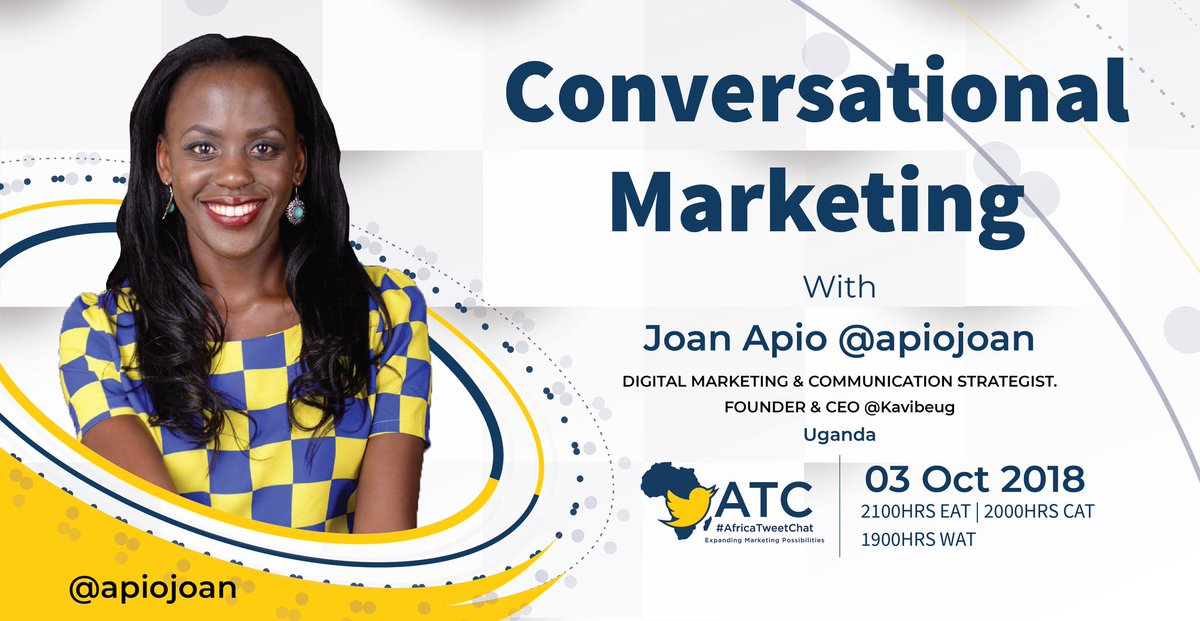 Conversational
Marketing
With
Joan Apio @apiojoan
DIGITAL MARKETING & COMMUNICATION STRATEGIST.
FOUNDER & CEO @Kavibeug
Uganda
ATC
#AfricaTweetChat
Expanding Marketing Possibilities
03 Oct 2018
2100HRS EAT | 2000HRS CAT
1900HRS WAT
@apiojoan